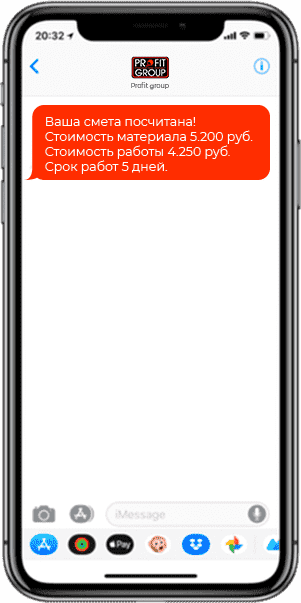 20:32
PROFIT
GROUP
Profit group
Ваша смета посчитана!
Стоимость материала 5.200 руб.
Стоимость работы 4.250 руб.
Срок работ 5 дней.
iMessage
Pay